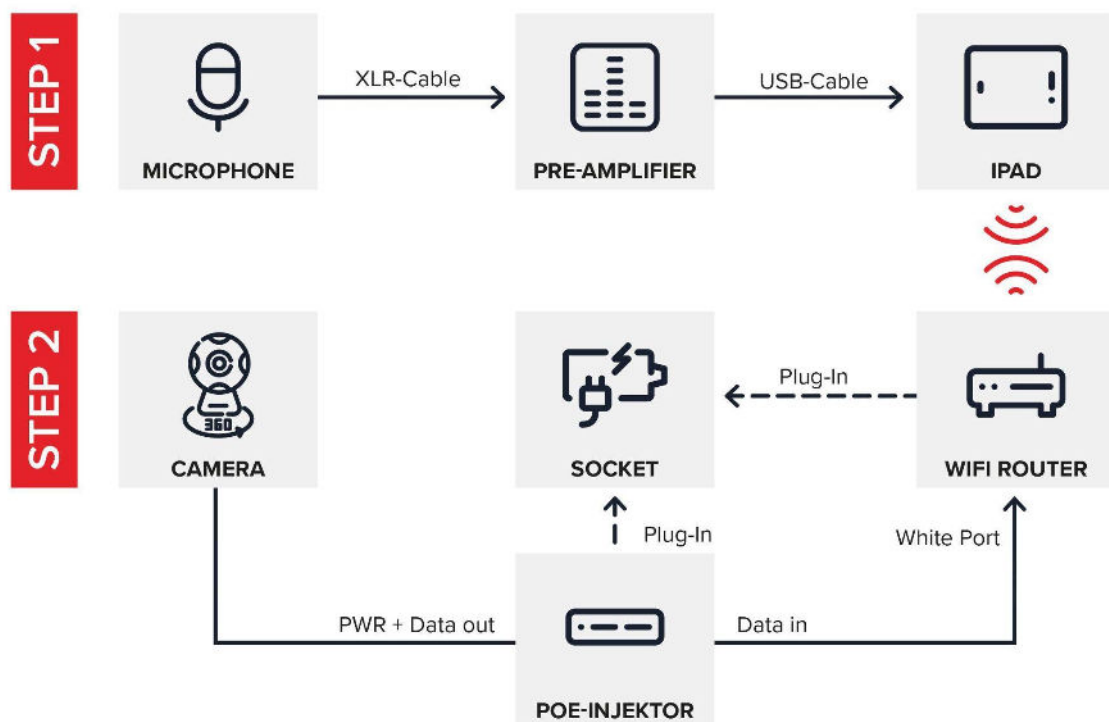 STEP 1
XLR-Cable
USB-Cable
MICROPHONE
PRE-AMPLIFIER
IPAD
STEP 2
360
Plug-In
CAMERA
SOCKET
WIFI ROUTER
Plug-In
White Port
PWR + Data out
Data in
POE-INJEKTOR